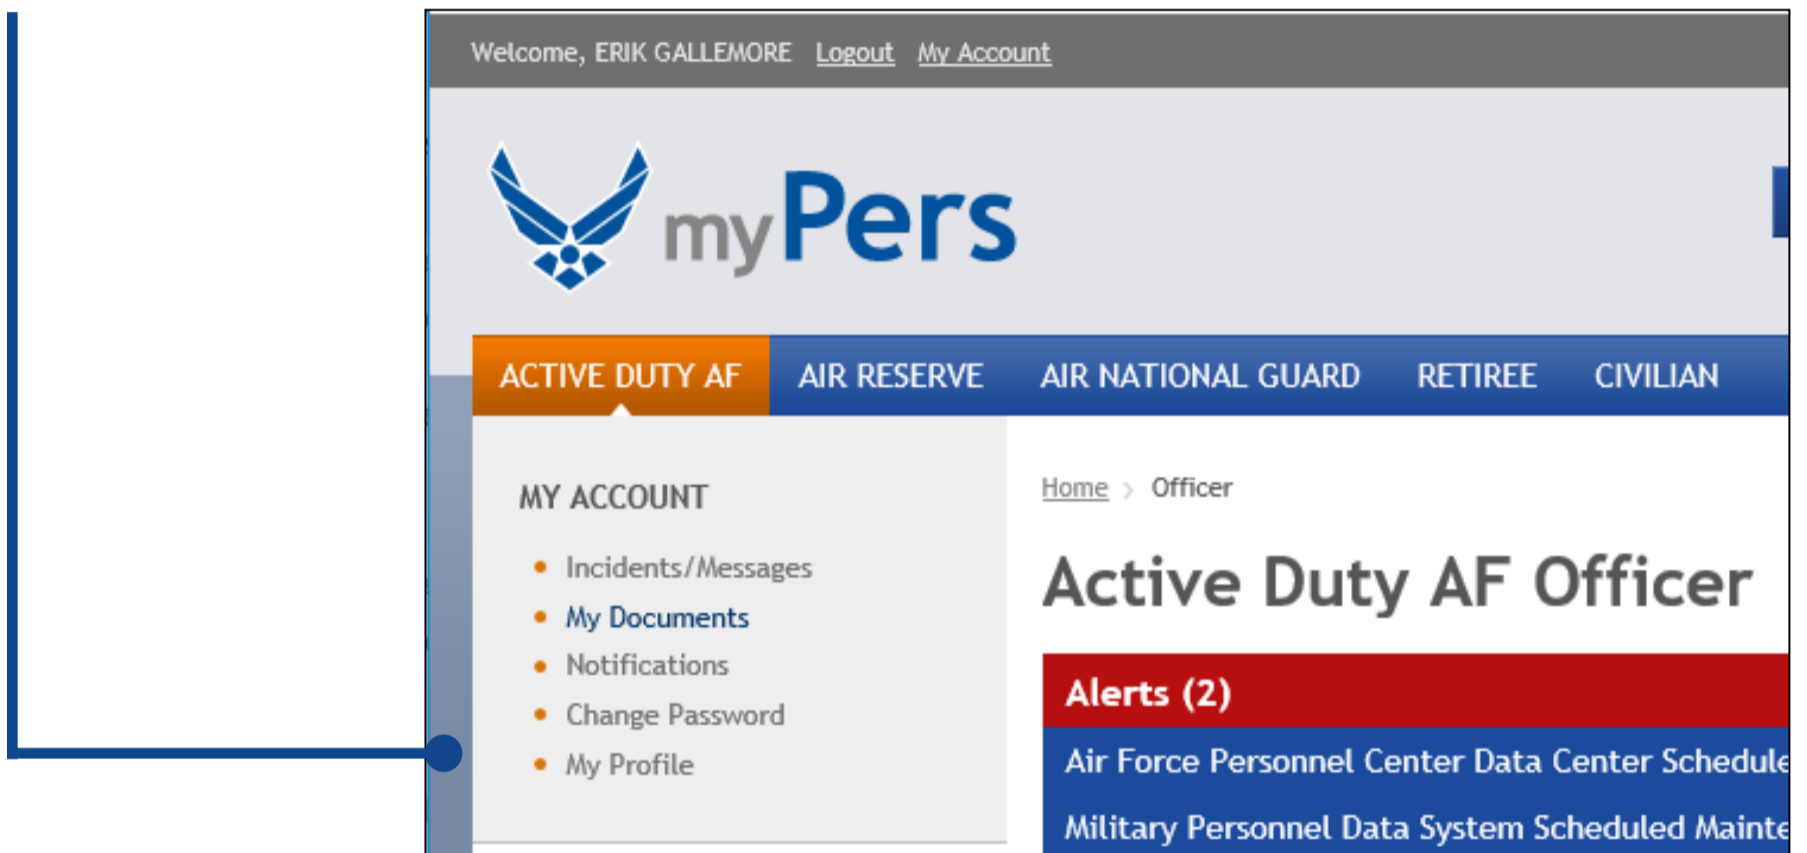 Welcome, ERIK GALLEMORE Logout My Account
myPers
ACTIVE DUTY AF AIR RESERVE AIR NATIONAL GUARD RETIREE CIVILIAN
MY ACCOUNT
Incidents/Messages
My Documents
Notifications
Change Password
My Profile
Home > Officer
Active Duty AF Officer
Alerts (2)
Air Force Personnel Center Data Center Schedule
Military Personnel Data System Scheduled Mainte